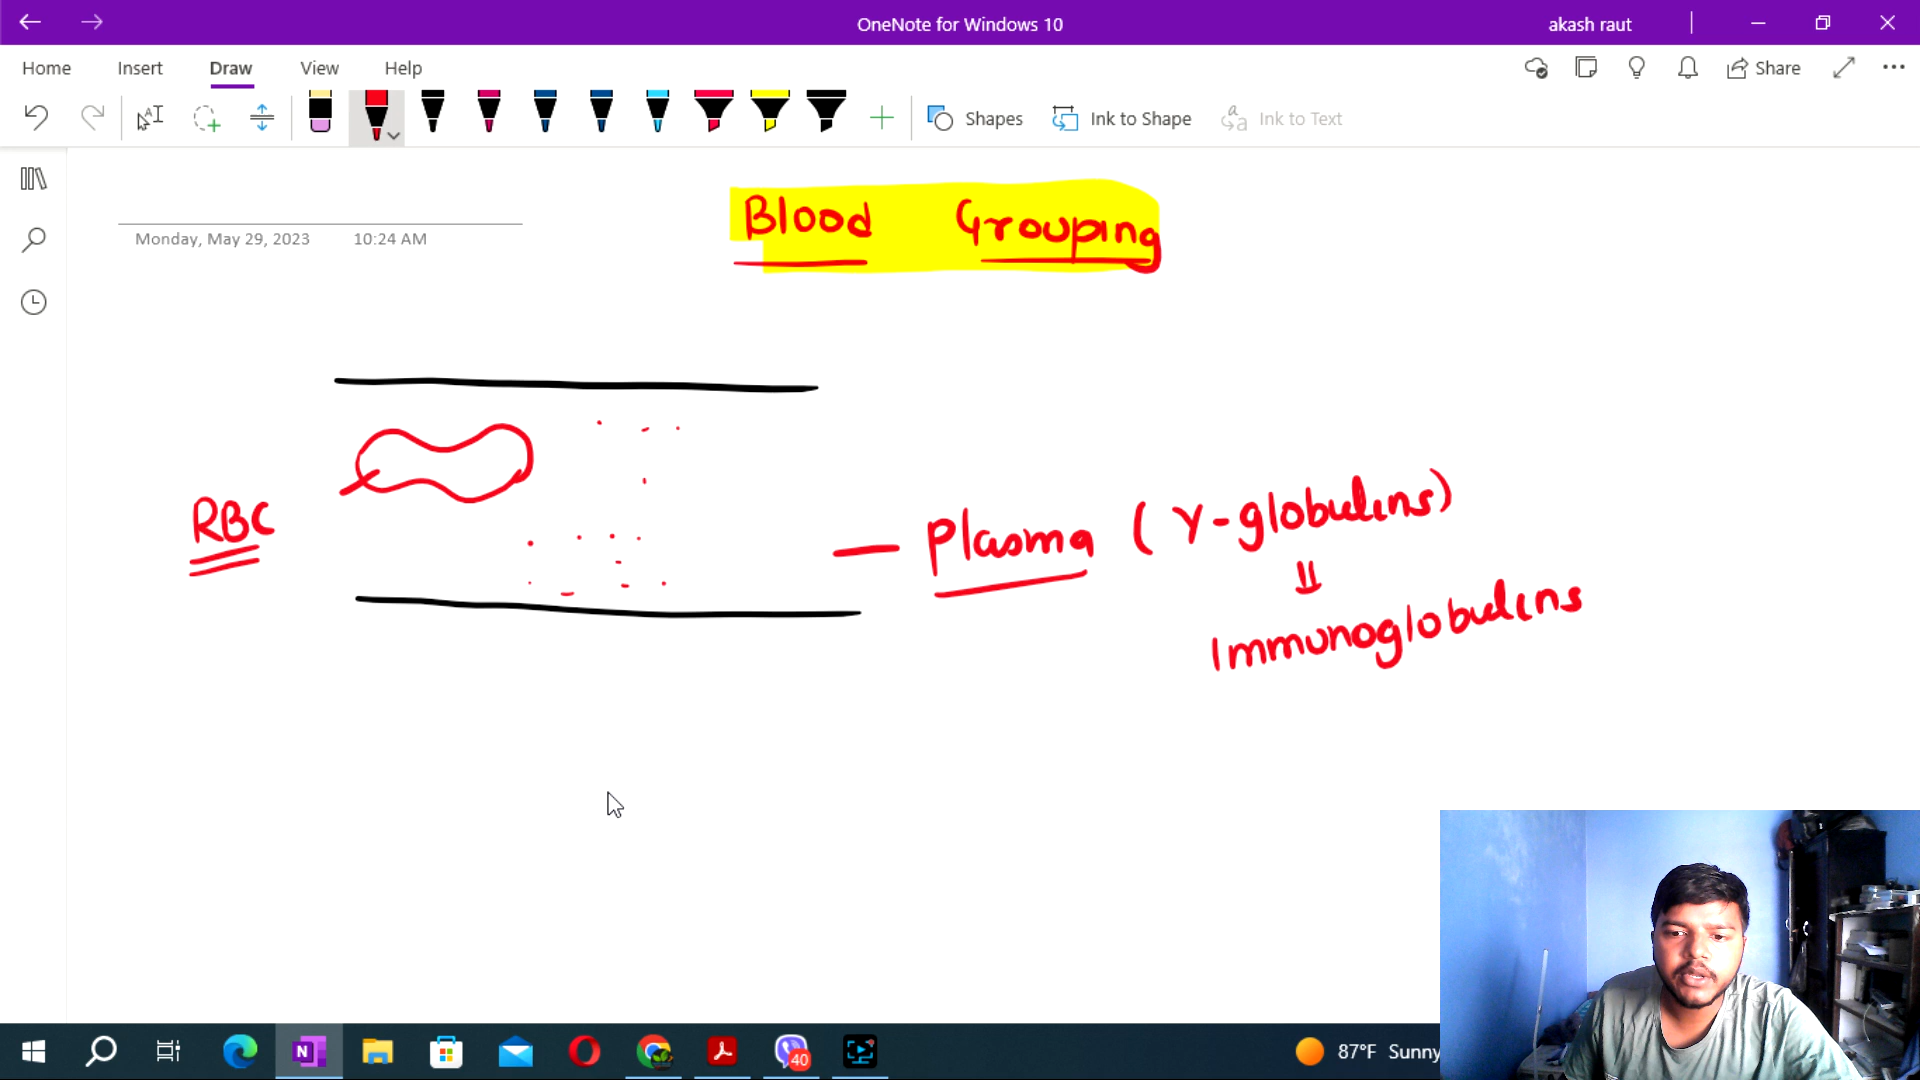 OneNote for Windows 10
akash raut
Home Insert Draw View Help
Share
Shapes Ink to Shape Ink to Text
Blood Grouping
Monday, May 29, 2023 10:24 AM
RBC
Plasma (γ-globulins)
Immunoglobulins
N
40
87°F Sunny